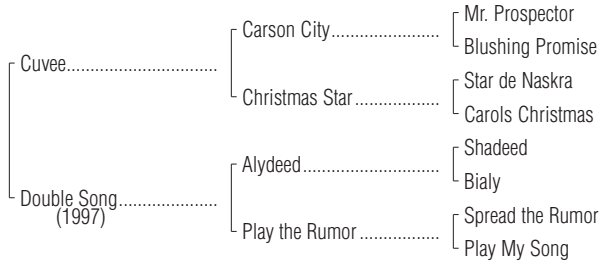 Mr. Prospector
Carson City
Blushing Promise
Cuvee
Star de Naskra
Christmas Star
Carols Christmas
Shadeed
Alydeed
Bialy
Double Song
(1997)
Spread the Rumor
Play the Rumor
Play My Song